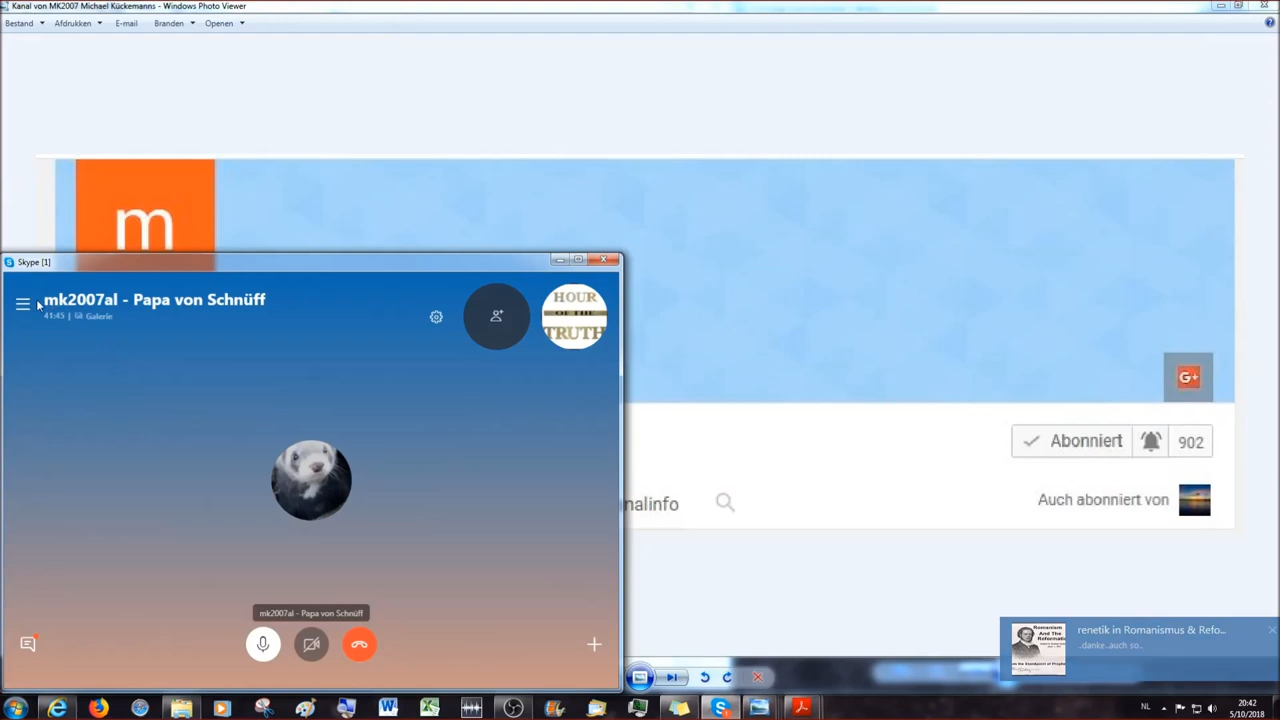 Kanal von MK2007 Michael Kückemanns - Windows Photo Viewer
Bestand Afdrukken E-mail Branden Openen
m
Skype [1]
mk2007al - Papa von Schnüff
41:45 | Galerie
HOUR
OF THE
TRUTH
G+
Abonniert 902
nalinfo
Auch abonniert von
mk2007al - Papa von Schnüff
Romanism
And The
Reformation
renetik in Romanismus & Refo...
..danke..auch so..
NL
20:42
5/10/2018